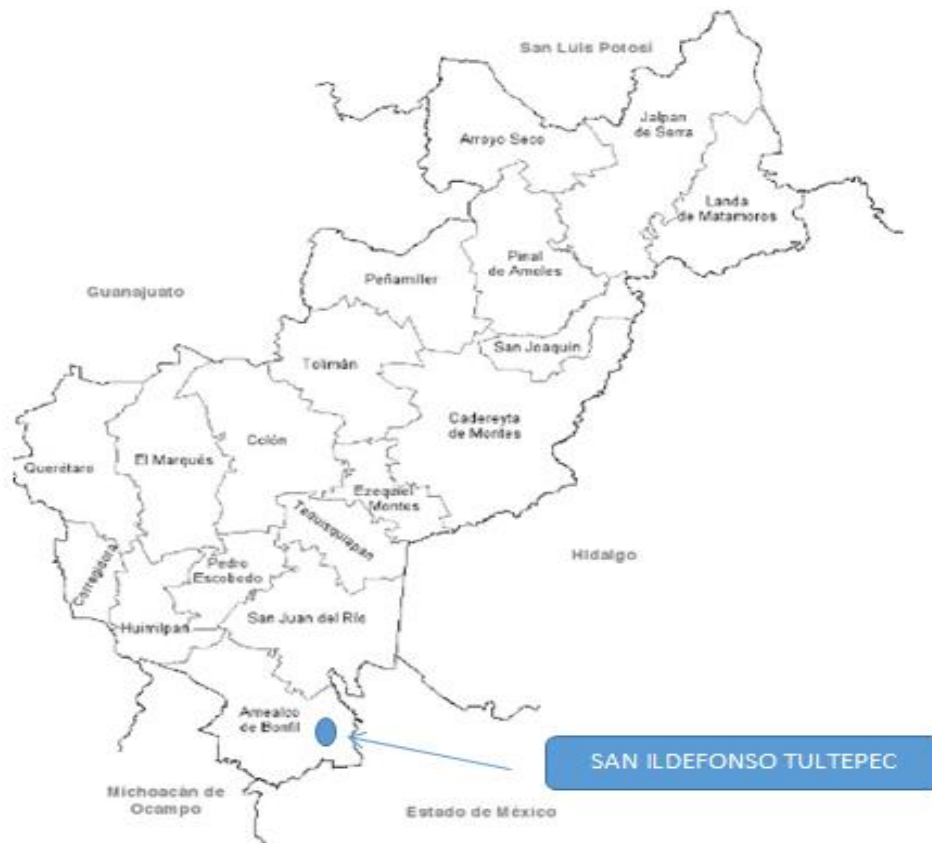 San Luis Potosí
Jalpan
de Serra
Arroyo Seco
Landa
de Matamoros
Pinal
de Amoles
Peñamiller
Guanajuato
San Joaquín
Tolimán
Cadereyta
de Montes
Colón
El Marqués
Querétaro
Ezequiel
Montes
Tequisquiapan
Hidalgo
Corregidora
Pedro
Escobedo
San Juan del Río
Huimilpan
Amealco
de Bonfil
SAN ILDEFONSO TULTEPEC
Michoacán de
Ocampo
Estado de México